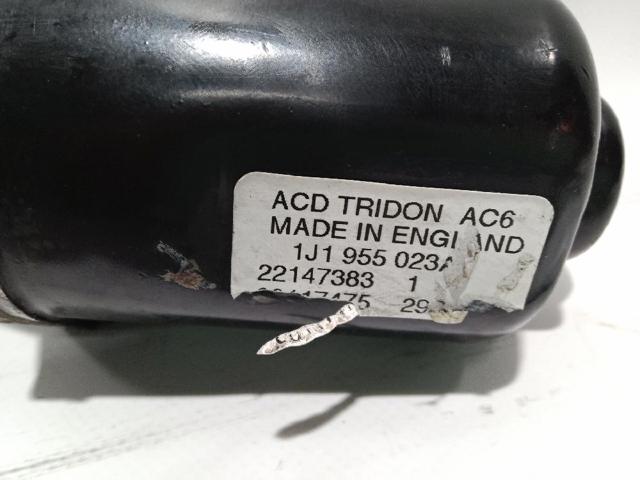 ACD TRIDON AC6
MADE IN ENGLAND
1J1 955 023A
22147383 1